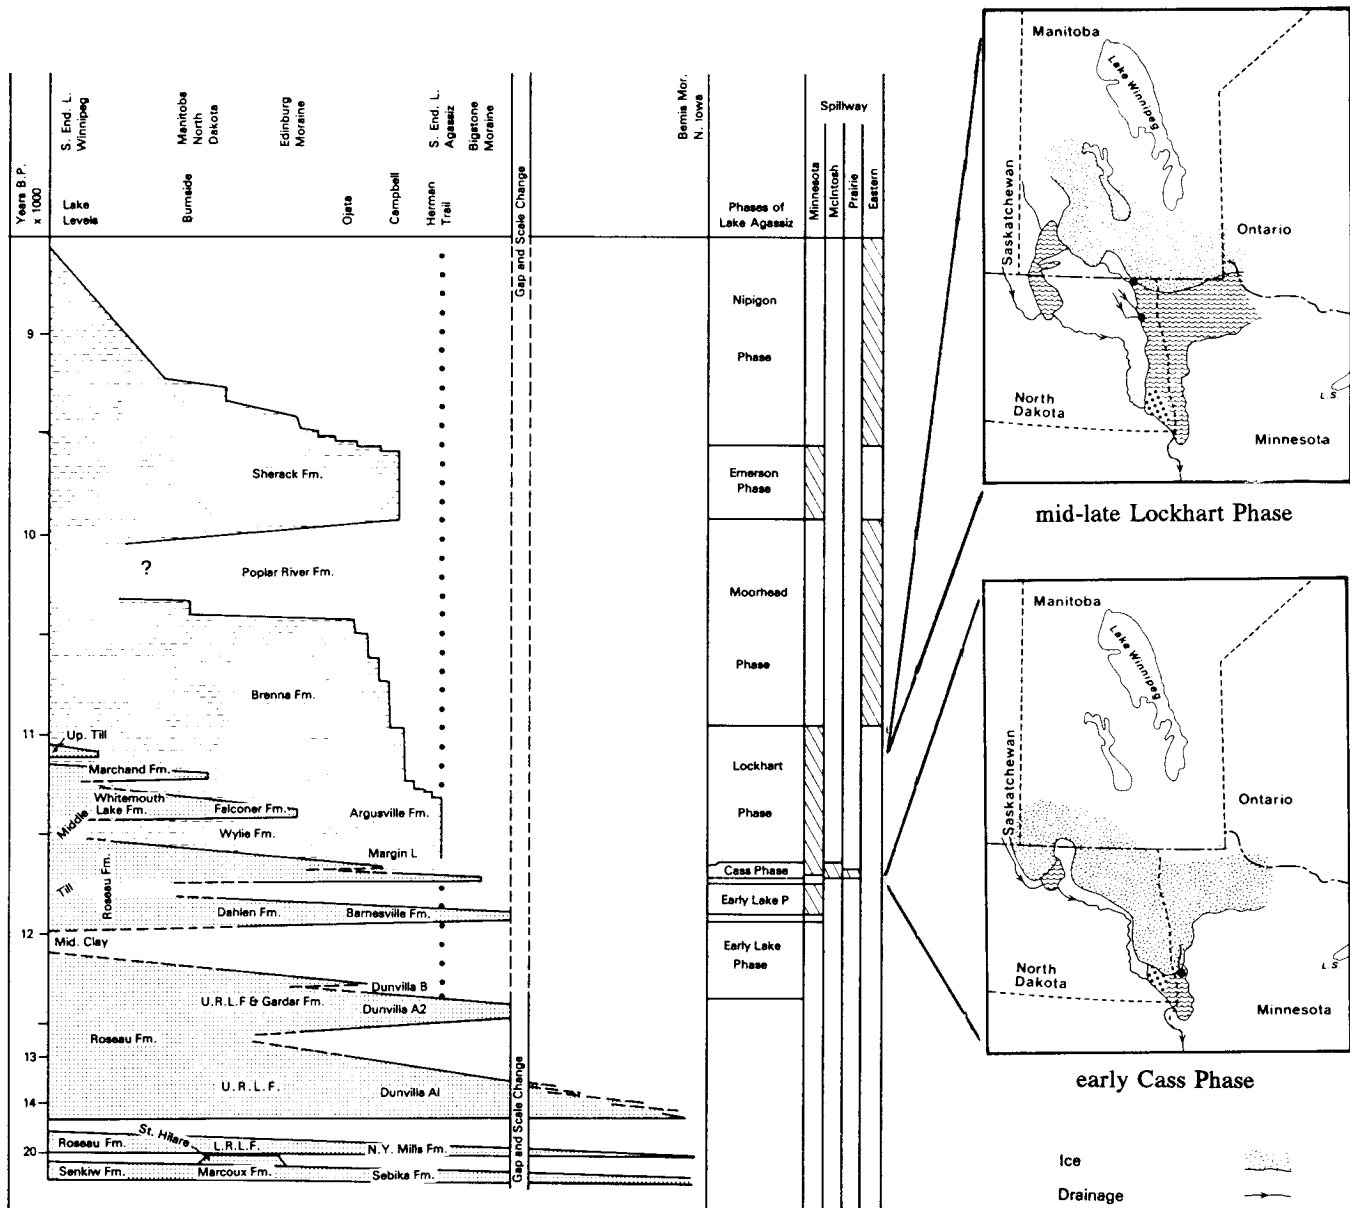 Years B.P.
x 1000
S. End. L.
Winnipeg
Lake
Levels
Manitoba
North
Dakota
Burnside
Edinburg
Moraine
Ojata
Campbell
S. End. L.
Agassiz
Herman
Trail
Bigstone
Moraine
Gap and Scale Change
Bemis Mor.
N. Iowa
Phases of
Lake Agassiz
Spillway
Minnesota
McIntosh
Prairie
Eastern
9
10
11
12
13
14
20
Sherack Fm.
?
Poplar River Fm.
Brenna Fm.
Up. Till
Marchand Fm.
Whitemouth
Lake Fm.
Falconer Fm.
Argusville Fm.
Middle
Till
Wylie Fm.
Margin L
Roseau Fm.
Dahlen Fm.
Barnesville Fm.
Mid. Clay
Dunvilla B
U.R.L.F & Gardar Fm.
Dunvilla A2
Roseau Fm.
U.R.L.F.
Dunvilla A1
Gap and Scale Change
St. Hilare
Roseau Fm.
L.R.L.F.
N.Y. Mills Fm.
Senkiw Fm.
Marcoux Fm.
Sebika Fm.
Nipigon
Phase
Emerson
Phase
Moorhead
Phase
Lockhart
Phase
Cass Phase
Early Lake P
Early Lake
Phase
Manitoba
Lake Winnipeg
Saskatchewan
Ontario
North
Dakota
L.S.
Minnesota
mid-late Lockhart Phase
Manitoba
Lake Winnipeg
Saskatchewan
Ontario
North
Dakota
L.S.
Minnesota
early Cass Phase
Ice
Drainage